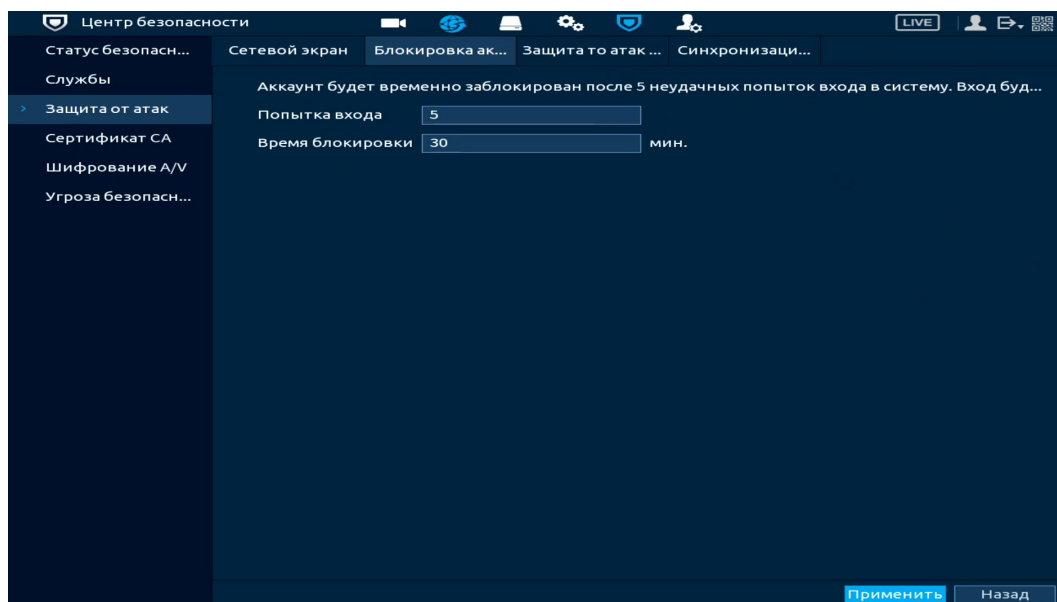 Центр безопасности
LIVE
Статус безопасн...
Службы
Защита от атак
Сертификат CA
Шифрование A/V
Угроза безопасн...
Сетевой экран
Блокировка ак...
Защита то атак ...
Синхронизаци...
Аккаунт будет временно заблокирован после 5 неудачных попыток входа в систему. Вход буд...
Попытка входа 5
Время блокировки 30 мин.
Применить
Назад